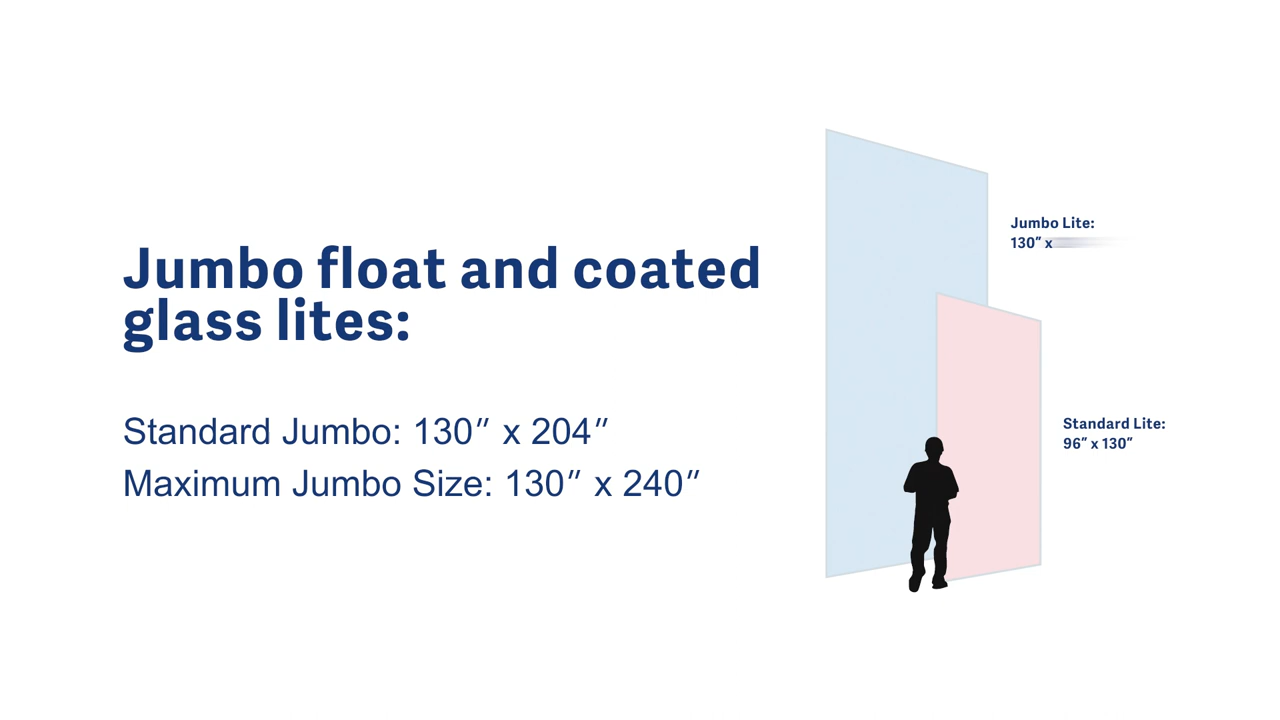 Jumbo float and coated
glass lites:
Standard Jumbo: 130″ x 204″
Maximum Jumbo Size: 130″ x 240″
Jumbo Lite:
130” x
Standard Lite:
96” x 130”